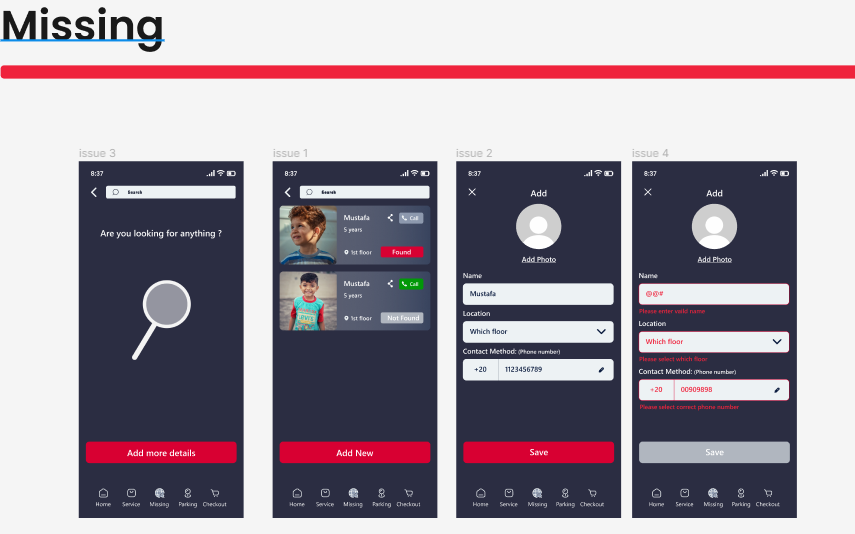 Missing
issue 3
8:37
Search
Are you looking for anything ?
Add more details
Home Service Missing Parking Checkout
issue 1
8:37
Search
Mustafa
Call
5 years
1st floor
Found
Mustafa
Call
5 years
1st floor
Not Found
Add New
Home Service Missing Parking Checkout
issue 2
8:37
Add
Add Photo
Name
Mustafa
Location
Which floor
Contact Method: (Phone number)
+20 1123456789
Save
Home Service Missing Parking Checkout
issue 4
8:37
Add
Add Photo
Name
@@#
Please enter valid name
Location
Which floor
Please select which floor
Contact Method: (Phone number)
+20 00909898
Please select correct phone number
Save
Home Service Missing Parking Checkout